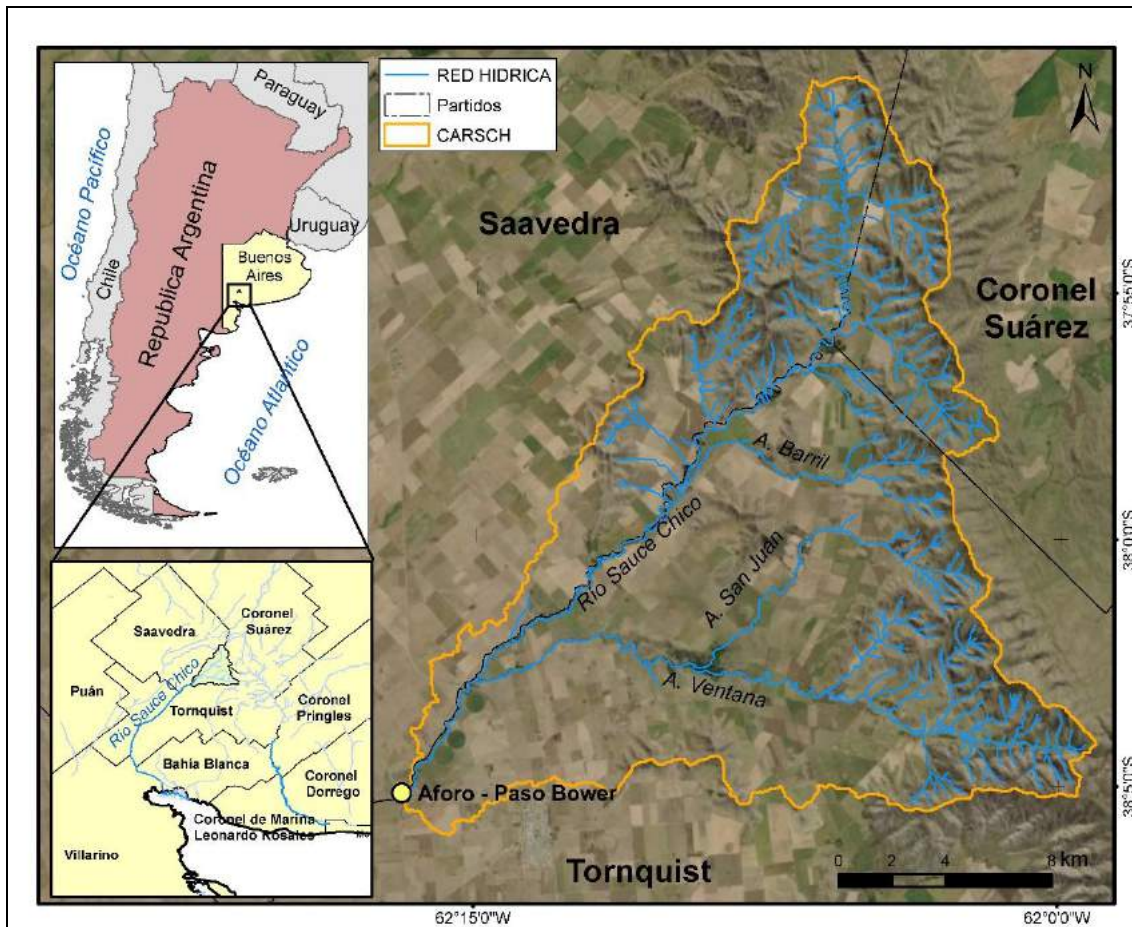 Paraguay
Océano Pacífico
Chile
Republica Argentina
Uruguay
Buenos
Aires
Océano Atlantico
RED HIDRICA
Partidos
CARSCH
N
Saavedra
Coronel
Suárez
37°55'0"S
A. Barril
Río Sauce Chico
A. San Juan
38°0'0"S
A. Ventana
Aforo - Paso Bower
38°5'0"S
Tornquist
0 2 4 8
km
62°15'0"W
62°0'0"W
Saavedra
Coronel
Suárez
Puán
Río Sauce Chico
Tornquist
Coronel
Pringles
Bahía Blanca
Coronel
Dorrego
Coronel de Marina
Leonardo Rosales
Villarino